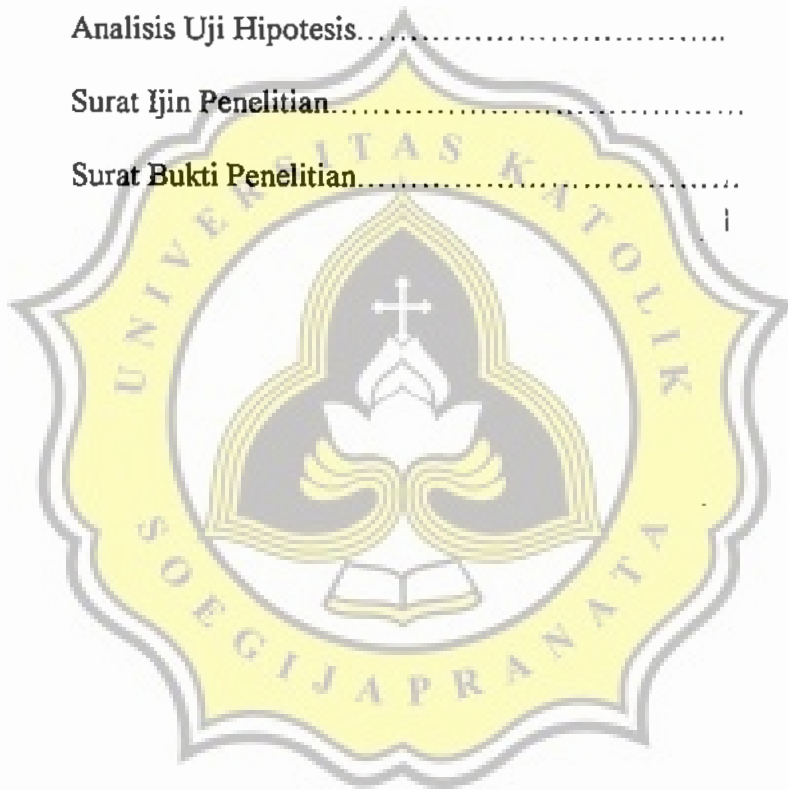 Analisis Uji Hipotesis......................................
Surat Ijin Penelitian..........................................
Surat Bukti Penelitian.......................................
UNIVERSITAS KATOLIK
SOEGIJAPRANATA